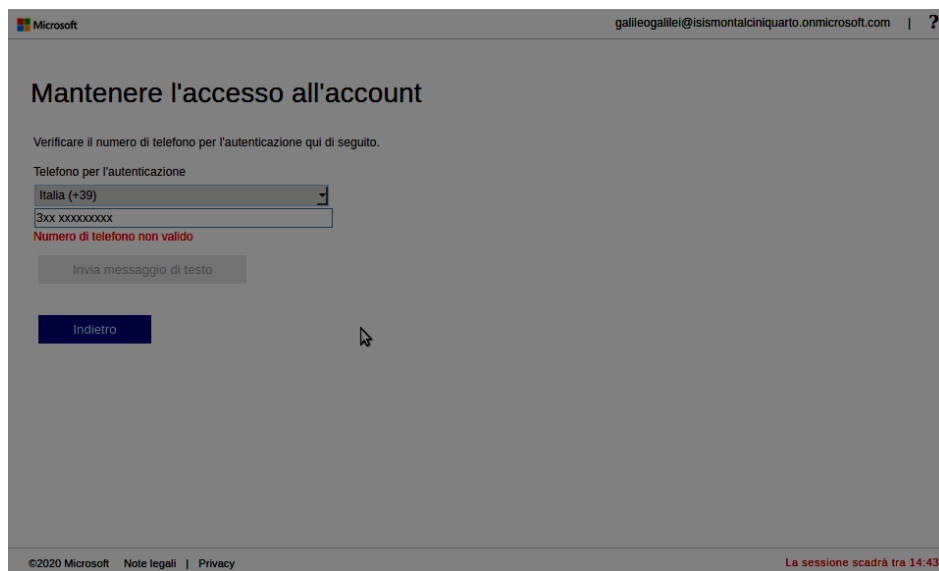 Microsoft
galileogalilei@isismontalciniquarto.onmicrosoft.com | ?
Mantenere l'accesso all'account
Verificare il numero di telefono per l'autenticazione qui di seguito.
Telefono per l'autenticazione
Italia (+39)
3xx xxxxxxxxx
Numero di telefono non valido
Invia messaggio di testo
Indietro
©2020 Microsoft Note legali | Privacy
La sessione scadrà tra 14:43